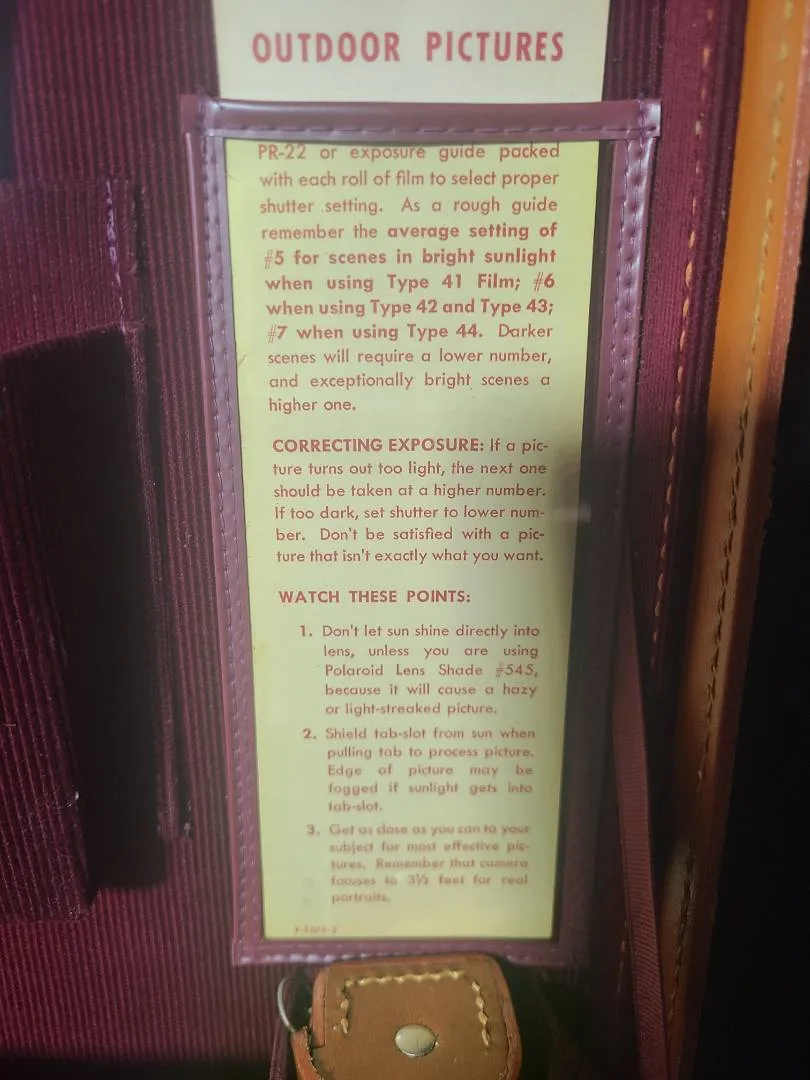 OUTDOOR PICTURES
PR-22 or exposure guide packed
with each roll of film to select proper
shutter setting. As a rough guide
remember the average setting of
#5 for scenes in bright sunlight
when using Type 41 Film; #6
when using Type 42 and Type 43;
#7 when using Type 44. Darker
scenes will require a lower number,
and exceptionally bright scenes a
higher one.
CORRECTING EXPOSURE: If a pic-
ture turns out too light, the next one
should be taken at a higher number.
If too dark, set shutter to lower num-
ber. Don't be satisfied with a pic-
ture that isn't exactly what you want.
WATCH THESE POINTS:
1. Don't let sun shine directly into
lens, unless you are using
Polaroid Lens Shade #545,
because it will cause a hazy
or light-streaked picture.
2. Shield tab-slot from sun when
pulling tab to process picture.
Edge of picture may be
fogged if sunlight gets into
tab-slot.
3. Get as close as you can to your
subject for most effective pic-
tures. Remember that camera
focuses to 3½ feet for real
portraits.